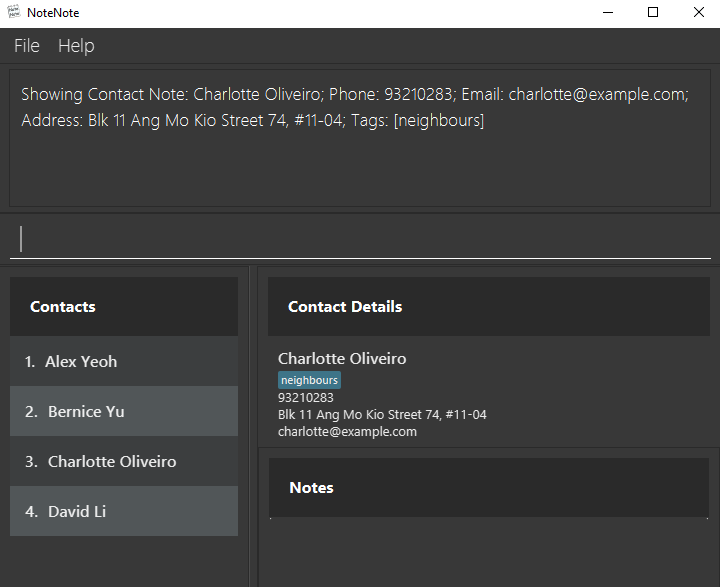 NoteNote
File Help
Showing Contact Note: Charlotte Oliveiro; Phone: 93210283; Email: charlotte@example.com;
Address: Blk 11 Ang Mo Kio Street 74, #11-04; Tags: [neighbours]
Contacts
1. Alex Yeoh
2. Bernice Yu
3. Charlotte Oliveiro
4. David Li
Contact Details
Charlotte Oliveiro
neighbours
93210283
Blk 11 Ang Mo Kio Street 74, #11-04
charlotte@example.com
Notes